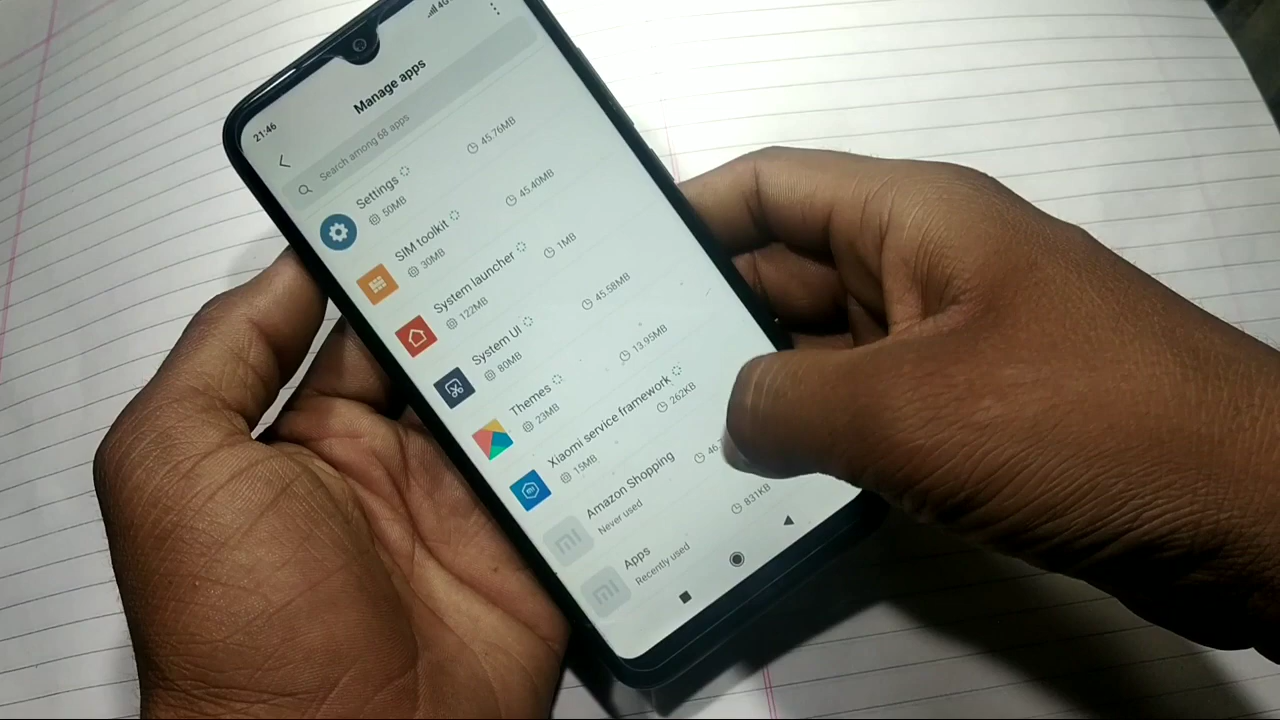 4G
21:46
Manage apps
Search among 68 apps
Settings
50MB
45.76MB
SIM toolkit
30MB
45.40MB
System launcher
122MB
1MB
System UI
80MB
45.58MB
Themes
23MB
13.95MB
Xiaomi service framework
15MB
262KB
Amazon Shopping
Never used
Apps
Recently used
831KB